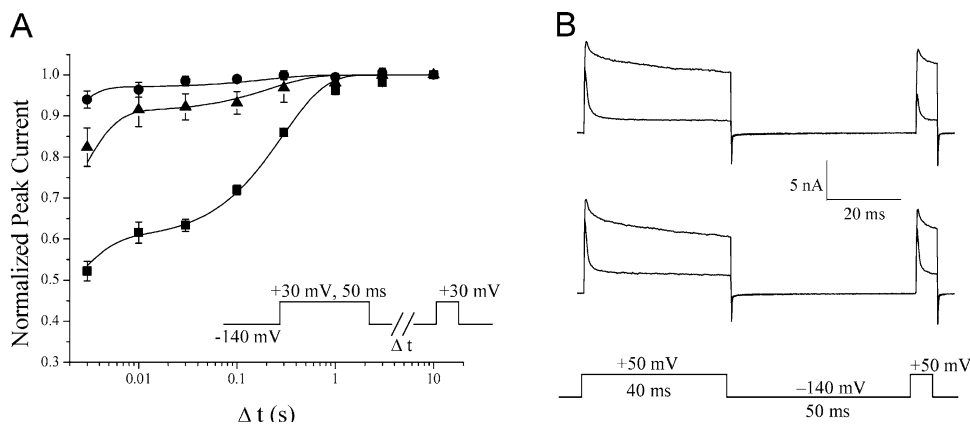 A
Normalized Peak Current
1.0
0.9
0.8
0.7
0.6
0.5
0.4
0.3
0.01
0.1
1
10
Δ t (s)
+30 mV, 50 ms
+30 mV
-140 mV
Δ t
B
5 nA
20 ms
+50 mV
40 ms
–140 mV
50 ms
+50 mV